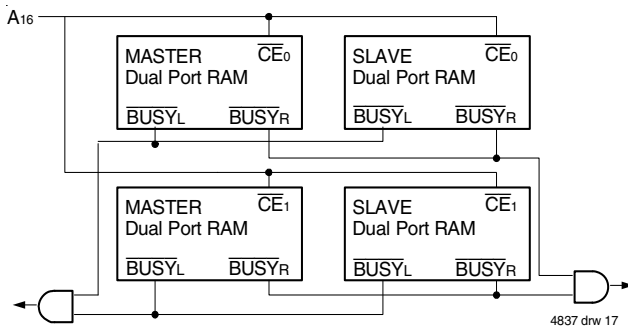 A16
MASTER CE0
Dual Port RAM
BUSYL BUSYR
SLAVE CE0
Dual Port RAM
BUSYL BUSYR
MASTER CE1
Dual Port RAM
BUSYL BUSYR
SLAVE CE1
Dual Port RAM
BUSYL BUSYR
4837 drw 17